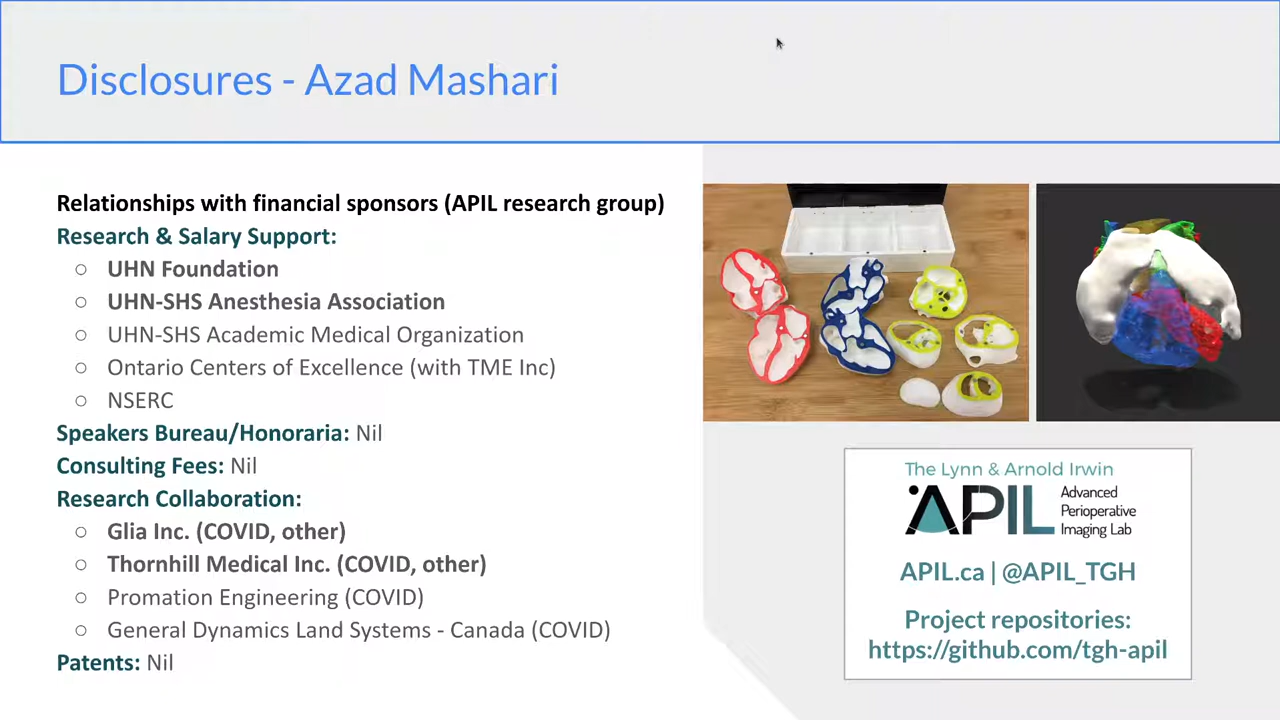 Disclosures - Azad Mashari
Relationships with financial sponsors (APIL research group)
Research & Salary Support:
○ UHN Foundation
○ UHN-SHS Anesthesia Association
○ UHN-SHS Academic Medical Organization
○ Ontario Centers of Excellence (with TME Inc)
○ NSERC
Speakers Bureau/Honoraria: Nil
Consulting Fees: Nil
Research Collaboration:
○ Glia Inc. (COVID, other)
○ Thornhill Medical Inc. (COVID, other)
○ Promation Engineering (COVID)
○ General Dynamics Land Systems - Canada (COVID)
Patents: Nil
The Lynn & Arnold Irwin
APIL
Advanced
Perioperative
Imaging Lab
APIL.ca | @APIL_TGH
Project repositories:
https://github.com/tgh-apil